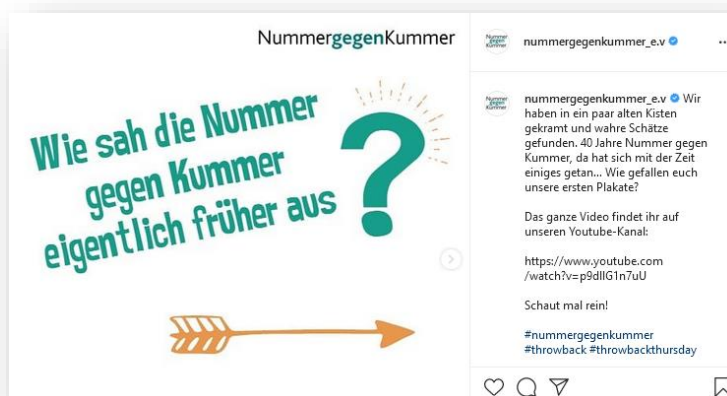 NummergegenKummer
Wie sah die Nummer
gegen Kummer
eigentlich früher aus
?
Nummer
gegen
Kummer
nummergegenkummer_e.v
...
Nummer
gegen
Kummer
nummergegenkummer_e.v Wir
haben in ein paar alten Kisten
gekramt und wahre Schätze
gefunden. 40 Jahre Nummer gegen
Kummer, da hat sich mit der Zeit
einiges getan... Wie gefallen euch
unsere ersten Plakate?
Das ganze Video findet ihr auf
unseren Youtube-Kanal:
https://www.youtube.com
/watch?v=p9dIlG1n7uU
Schaut mal rein!
#nummergegenkummer
#throwback #throwbackthursday